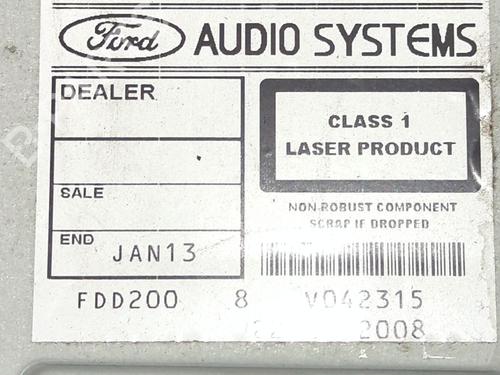 Ford AUDIO SYSTEMS
DEALER
SALE
END JAN13
CLASS 1
LASER PRODUCT
NON-ROBUST COMPONENT
SCRAP IF DROPPED
FDD200 8 V042315
2008